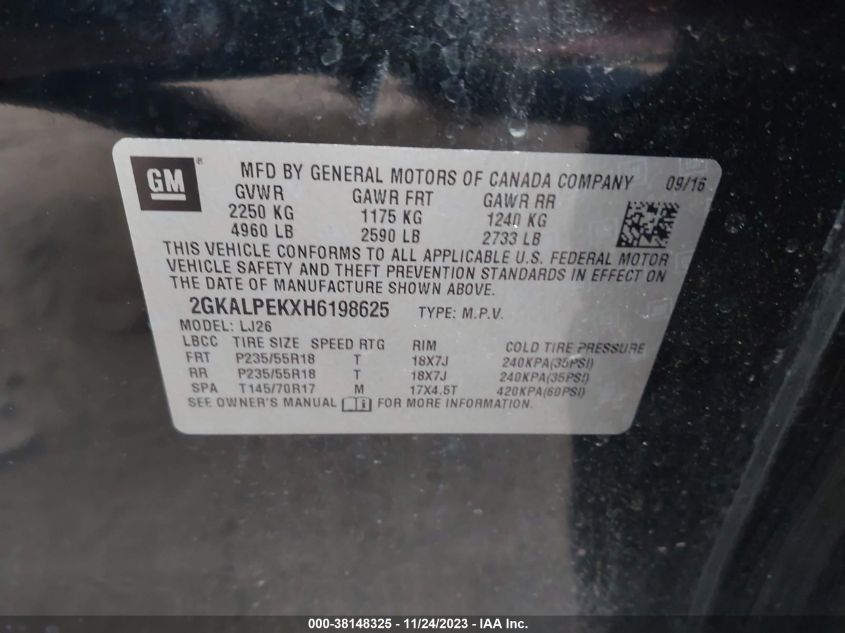 GM ® MFD BY GENERAL MOTORS OF CANADA COMPANY 09/16
GVWR GAWR FRT GAWR RR
2250 KG 1175 KG 1240 KG
4960 LB 2590 LB 2733 LB
THIS VEHICLE CONFORMS TO ALL APPLICABLE U.S. FEDERAL MOTOR
VEHICLE SAFETY AND THEFT PREVENTION STANDARDS IN EFFECT ON
THE DATE OF MANUFACTURE SHOWN ABOVE.
2GKALPEKXH6198625 TYPE: M.P.V.
MODEL: LJ26
LBCC TIRE SIZE SPEED RTG RIM COLD TIRE PRESSURE
FRT P235/55R18 T 18X7J 240KPA(35PSI)
RR P235/55R18 T 18X7J 240KPA(35PSI)
SPA T145/70R17 M 17X4.5T 420KPA(60PSI)
SEE OWNER'S MANUAL i FOR MORE INFORMATION.
000-38148325 - 11/24/2023 - IAA Inc.